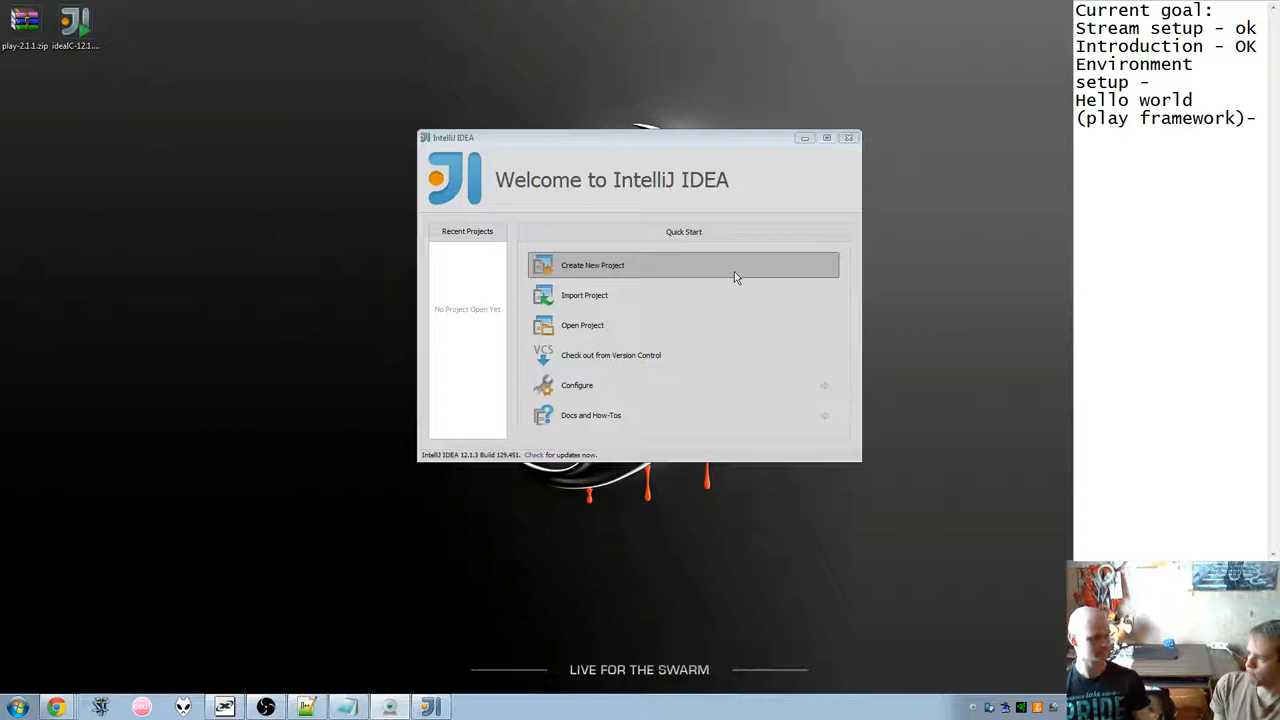 play-2.1.1.zip
ideaIC-12.1....
Current goal:
Stream setup - ok
Introduction - OK
Environment
setup -
Hello world
(play framework)-
IntelliJ IDEA
Welcome to IntelliJ IDEA
Recent Projects
Quick Start
No Project Open Yet
Create New Project
Import Project
Open Project
VCS
Check out from Version Control
Configure
Docs and How-Tos
IntelliJ IDEA 12.1.3 Build 129.451. Check for updates now.
LIVE FOR THE SWARM